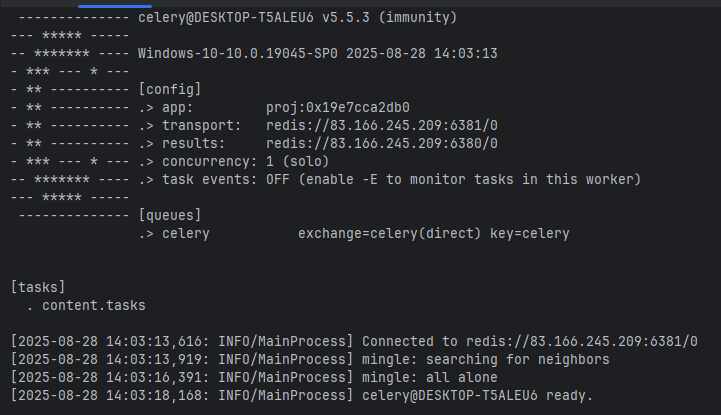 -------------- celery@DESKTOP-T5ALEU6 v5.5.3 (immunity)
--- ***** -----
-- ******* ---- Windows-10-10.0.19045-SP0 2025-08-28 14:03:13
- *** --- * ---
- ** ---------- [config]
- ** ---------- .> app:         proj:0x19e7cca2db0
- ** ---------- .> transport:   redis://83.166.245.209:6381/0
- ** ---------- .> results:     redis://83.166.245.209:6380/0
- *** --- * --- .> concurrency: 1 (solo)
-- ******* ---- .> task events: OFF (enable -E to monitor tasks in this worker)
--- ***** -----
 -------------- [queues]
                .> celery           exchange=celery(direct) key=celery
[tasks]
  . content.tasks
[2025-08-28 14:03:13,616: INFO/MainProcess] Connected to redis://83.166.245.209:6381/0
[2025-08-28 14:03:13,919: INFO/MainProcess] mingle: searching for neighbors
[2025-08-28 14:03:16,391: INFO/MainProcess] mingle: all alone
[2025-08-28 14:03:18,168: INFO/MainProcess] celery@DESKTOP-T5ALEU6 ready.